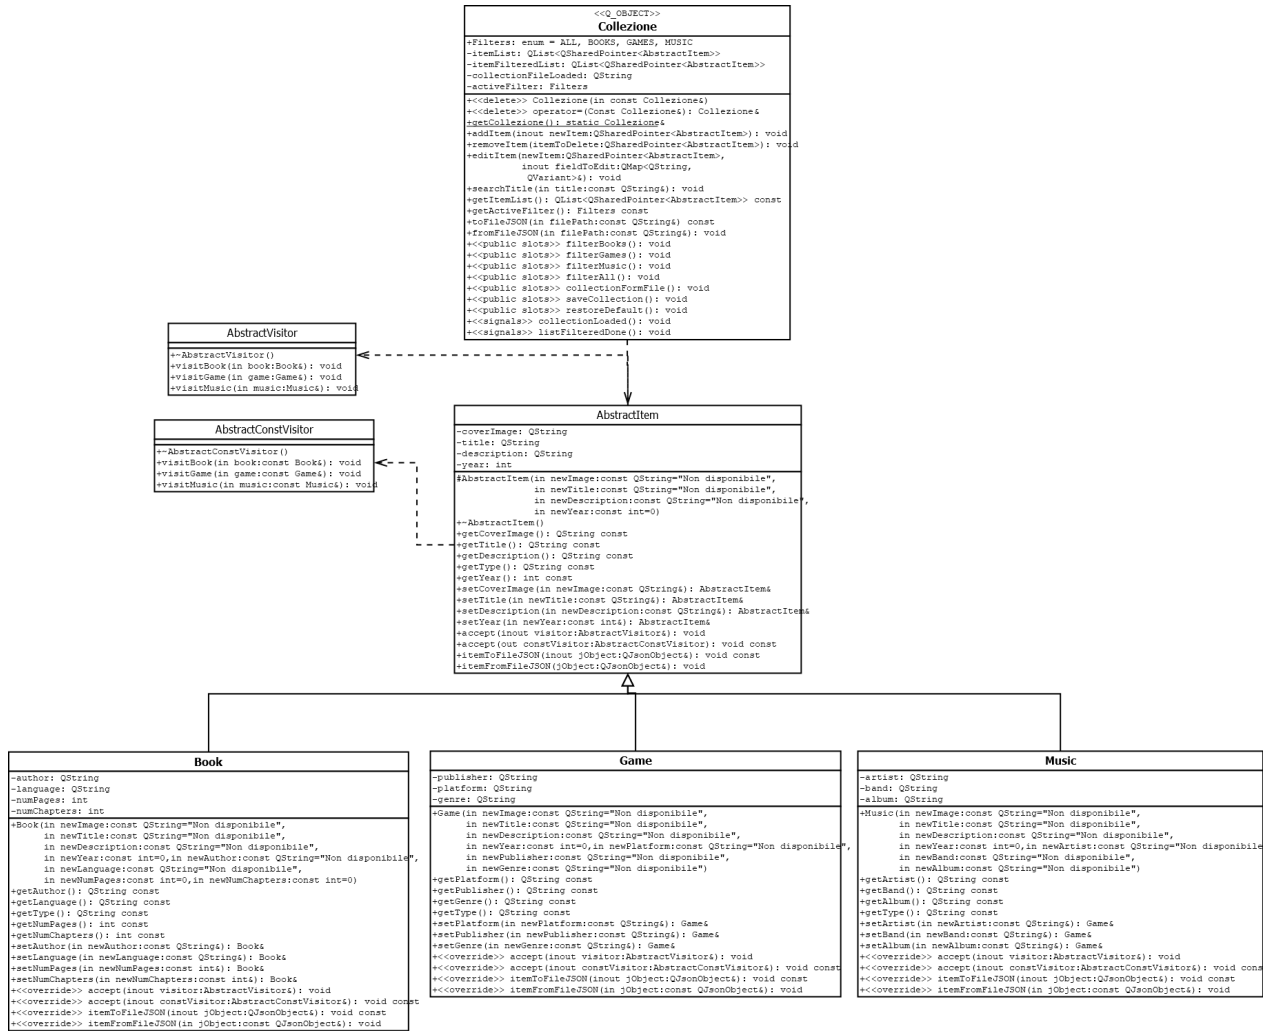 <<Q_OBJECT>>
Collezione
+Filters: enum = ALL, BOOKS, GAMES, MUSIC
-itemList: QList<QSharedPointer<AbstractItem>>
-itemFilteredList: QList<QSharedPointer<AbstractItem>>
-collectionFileLoaded: QString
-activeFilter: Filters
+<<delete>> Collezione(in const Collezione&)
+<<delete>> operator=(Const Collezione&): Collezione&
+getCollezione(): static Collezione&
+addItem(inout newItem:QSharedPointer<AbstractItem>): void
+removeItem(itemToDelete:QSharedPointer<AbstractItem>): void
+editItem(newItem:QSharedPointer<AbstractItem>,
inout fieldToEdit:QMap<QString,
QVariant>&): void
+searchTitle(in title:const QString&): void
+getItemList(): QList<QSharedPointer<AbstractItem>> const
+getActiveFilter(): Filters const
+toFileJSON(in filePath:const QString&) const
+fromFileJSON(in filePath:const QString&): void
+<<public slots>> filterBooks(): void
+<<public slots>> filterGames(): void
+<<public slots>> filterMusic(): void
+<<public slots>> filterAll(): void
+<<public slots>> collectionFormFile(): void
+<<public slots>> saveCollection(): void
+<<public slots>> restoreDefault(): void
+<<signals>> collectionLoaded(): void
+<<signals>> listFilteredDone(): void
AbstractVisitor
+~AbstractVisitor()
+visitBook(in book:Book&): void
+visitGame(in game:Game&): void
+visitMusic(in music:Music&): void
AbstractConstVisitor
+~AbstractConstVisitor()
+visitBook(in book:const Book&): void
+visitGame(in game:const Game&): void
+visitMusic(in music:const Music&): void
AbstractItem
-coverImage: QString
-title: QString
-description: QString
-year: int
#AbstractItem(in newImage:const QString="Non disponibile",
in newTitle:const QString="Non disponibile",
in newDescription:const QString="Non disponibile",
in newYear:const int=0)
+~AbstractItem()
+getCoverImage(): QString const
+getTitle(): QString const
+getDescription(): QString const
+getType(): QString const
+getYear(): int const
+setCoverImage(in newImage:const QString&): AbstractItem&
+setTitle(in newTitle:const QString&): AbstractItem&
+setDescription(in newDescription:const QString&): AbstractItem&
+setYear(in newYear:const int&): AbstractItem&
+accept(inout visitor:AbstractVisitor&): void
+accept(out constVisitor:AbstractConstVisitor): void const
+itemToFileJSON(inout jObject:QJsonObject&): void const
+itemFromFileJSON(jObject:QJsonObject&): void
Book
-author: QString
-language: QString
-numPages: int
-numChapters: int
+Book(in newImage:const QString="Non disponibile",
in newTitle:const QString="Non disponibile",
in newDescription:const QString="Non disponibile",
in newYear:const int=0,in newAuthor:const QString="Non disponibile",
in newLanguage:const QString="Non disponibile",
in newNumPages:const int=0,in newNumChapters:const int=0)
+getAuthor(): QString const
+getLanguage(): QString const
+getType(): QString const
+getNumPages(): int const
+getNumChapters(): int const
+setAuthor(in newAuthor:const QString&): Book&
+setLanguage(in newLanguage:const QString&): Book&
+setNumPages(in newNumPages:const int&): Book&
+setNumChapters(in newNumChapters:const int&): Book&
+<<override>> accept(inout visitor:AbstractVisitor&): void
+<<override>> accept(inout constVisitor:AbstractConstVisitor&): void const
+<<override>> itemToFileJSON(inout jObject:QJsonObject&): void const
+<<override>> itemFromFileJSON(in jObject:const QJsonObject&): void
Game
-publisher: QString
-platform: QString
-genre: QString
+Game(in newImage:const QString="Non disponibile",
in newTitle:const QString="Non disponibile",
in newDescription:const QString="Non disponibile",
in newYear:const int=0,in newPlatform:const QString="Non disponibile",
in newPublisher:const QString="Non disponibile",
in newGenre:const QString="Non disponibile")
+getPlatform(): QString const
+getPublisher(): QString const
+getGenre(): QString const
+getType(): QString const
+setPlatform(in newPlatform:const QString&): Game&
+setPublisher(in newPublisher:const QString&): Game&
+setGenre(in newGenre:const QString&): Game&
+<<override>> accept(inout visitor:AbstractVisitor&): void
+<<override>> accept(inout constVisitor:AbstractConstVisitor&): void const
+<<override>> itemToFileJSON(inout jObject:QJsonObject&): void const
+<<override>> itemFromFileJSON(in jObject:const QJsonObject&): void
Music
-artist: QString
-band: QString
-album: QString
+Music(in newImage:const QString="Non disponibile",
in newTitle:const QString="Non disponibile",
in newDescription:const QString="Non disponibile",
in newYear:const int=0,in newArtist:const QString="Non disponibile
in newBand:const QString="Non disponibile",
in newAlbum:const QString="Non disponibile")
+getArtist(): QString const
+getBand(): QString const
+getAlbum(): QString const
+getType(): QString const
+setArtist(in newArtist:const QString&): Game&
+setBand(in newBand:const QString&): Game&
+setAlbum(in newAlbum:const QString&): Game&
+<<override>> accept(inout visitor:AbstractVisitor&): void
+<<override>> accept(inout constVisitor:AbstractConstVisitor&): void cons
+<<override>> itemToFileJSON(inout jObject:QJsonObject&): void const
+<<override>> itemFromFileJSON(in jObject:const QJsonObject&): void